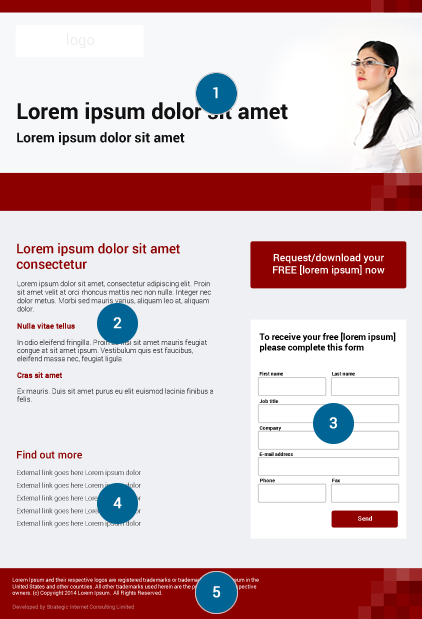 logo
1
Lorem ipsum dolor sit amet
Lorem ipsum dolor sit amet
Lorem ipsum dolor sit amet
consectetur
Lorem ipsum dolor sit amet, consectetur adipiscing elit. Proin
sit amet velit at orci rhoncus mattis nec non nulla. Integer nec
dolor metus. Morbi sed mauris varius, aliquam leo at, aliquam
dolor.
Nulla vitae tellus
2
In odio eleifend fringilla. Proin eu nisi sit amet mauris feugiat
congue at sit amet ipsum. Vestibulum quis est faucibus,
eleifend massa nec, feugiat ligula.
Cras sit amet
Ex mauris. Duis sit amet purus eu elit euismod lacinia finibus a
felis.
Find out more
External link goes here Lorem ipsum dolor
External link goes here Lorem ipsum dolor
External link goes here Lorem dolor
4
External link goes here Lorem dolor
External link goes here Lorem ipsum dolor
Request/download your
FREE [lorem ipsum] now
To receive your free [lorem ipsum]
please complete this form
First name Last name
Job title
3
Company
E-mail address
Phone Fax
Send
Lorem Ipsum and their respective logos are registered trademarks or in the
United States and other countries. All other trademarks used herein are the
owners. (c) Copyright 2014 Lorem Ipsum. All Rights Reserved.
5
Developed by Strategic Internet Consulting Limited